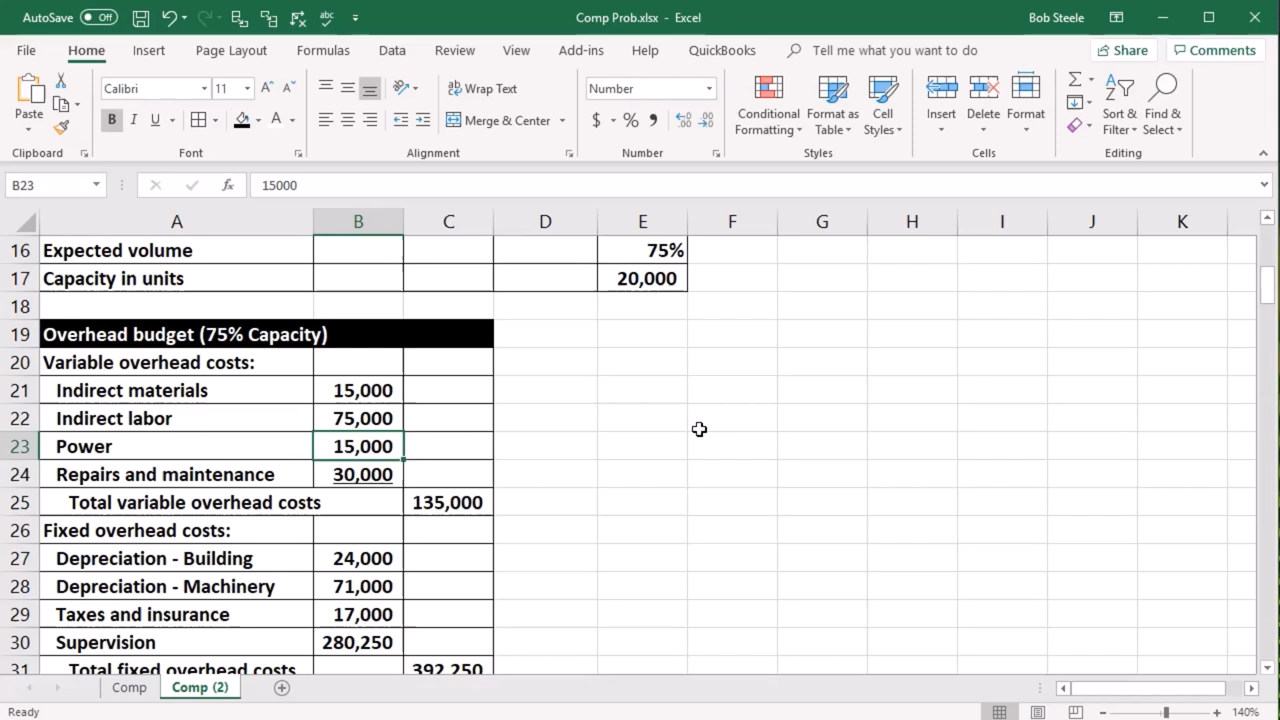 AutoSave Off Comp Prob.xlsx - Excel Bob Steele
File Home Insert Page Layout Formulas Data Review View Add-ins Help QuickBooks Tell me what you want to do Share Comments
Paste Calibri 11 Wrap Text Number Conditional Formatting Format as Table Cell Styles Insert Delete Format Sort & Filter Find & Select
B I U A Merge & Center $ % ,
Clipboard Font Alignment Number Styles Cells Editing
B23 fx 15000
A B C D E F G H I J K
16 Expected volume 75%
17 Capacity in units 20,000
18
19 Overhead budget (75% Capacity)
20 Variable overhead costs:
21 Indirect materials 15,000
22 Indirect labor 75,000
23 Power 15,000
24 Repairs and maintenance 30,000
25 Total variable overhead costs 135,000
26 Fixed overhead costs:
27 Depreciation - Building 24,000
28 Depreciation - Machinery 71,000
29 Taxes and insurance 17,000
30 Supervision 280,250
31 Total fixed overhead costs 392,250
Comp Comp (2)
Ready 140%